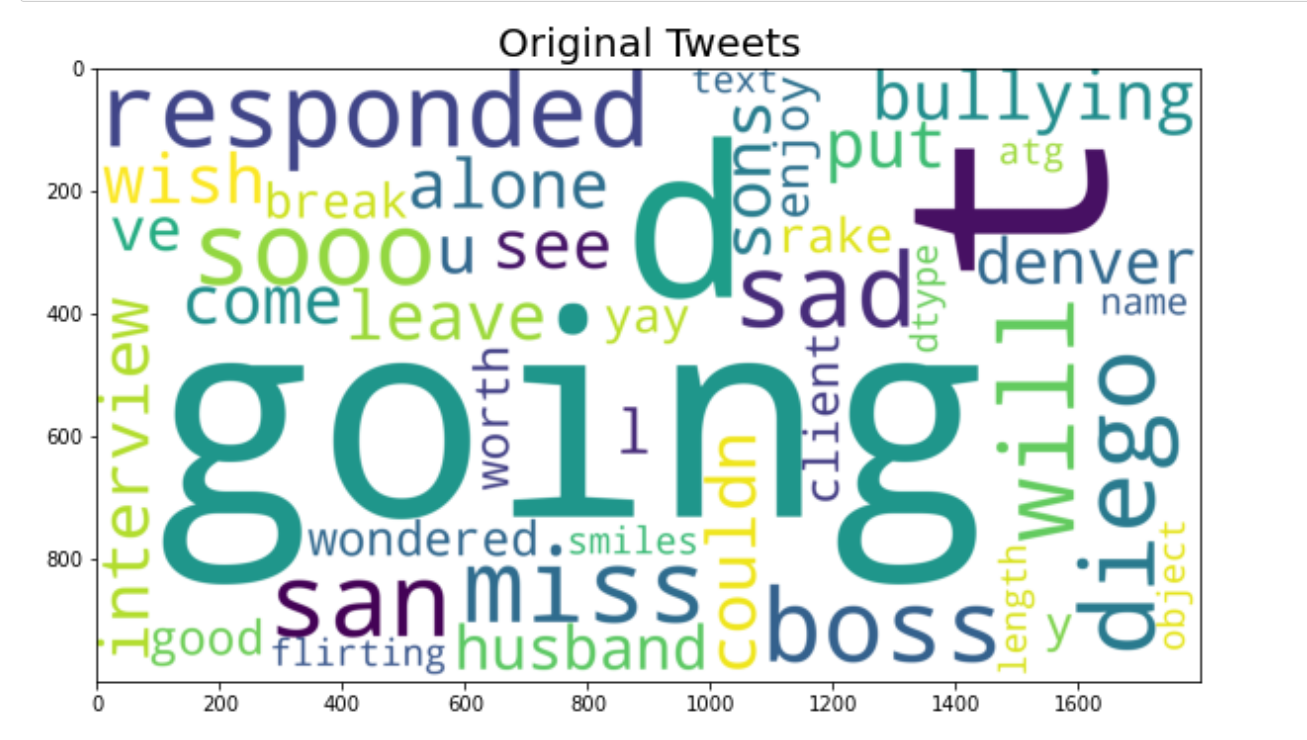 Original Tweets
responded
text
bullying
enjoy
sons
put
atg
t
wish
break
alone
d
ve
sooo
u
see
rake
denver
come
leave
yay
sad
dtype
name
interview
going
worth
l
client
will
diego
wondered
smiles
couldn
san
miss
boss
length
y
object
good
flirting
husband
0
200
400
600
800
0 200 400 600 800 1000 1200 1400 1600